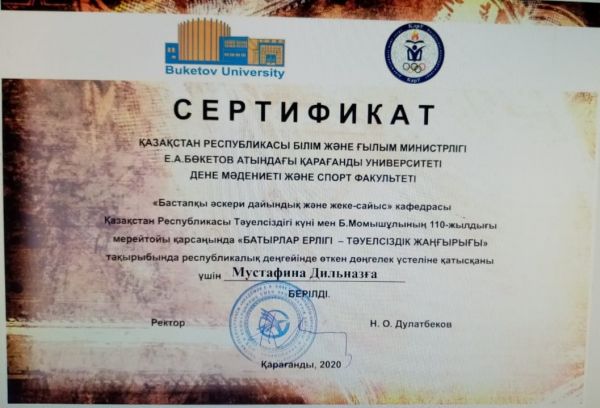 Buketov University
СЕРТИФИКАТ
ҚАЗАҚСТАН РЕСПУБЛИКАСЫ БІЛІМ ЖӘНЕ ҒЫЛЫМ МИНИСТРЛІГІ
Е.А.БӨКЕТОВ АТЫНДАҒЫ ҚАРАҒАНДЫ УНИВЕРСИТЕТІ
ДЕНЕ МӘДЕНИЕТІ ЖӘНЕ СПОРТ ФАКУЛЬТЕТІ
«Бастапқы әскери дайындық және жеке-сайыс» кафедрасы
Қазақстан Республикасы Тәуелсіздігі күні мен Б.Момышұлының 110-жылдығы
мерейтойы қарсаңында «БАТЫРЛАР ЕРЛІГІ – ТӘУЕЛСІЗДІК ЖАҢҒЫРЫҒЫ»
тақырыбында республикалық деңгейінде өткен дөңгелек үстеліне қатысқаны
үшін Мустафина Дильназға
БЕРІЛДІ.
Ректор Н. О. Дулатбеков
Қарағанды, 2020